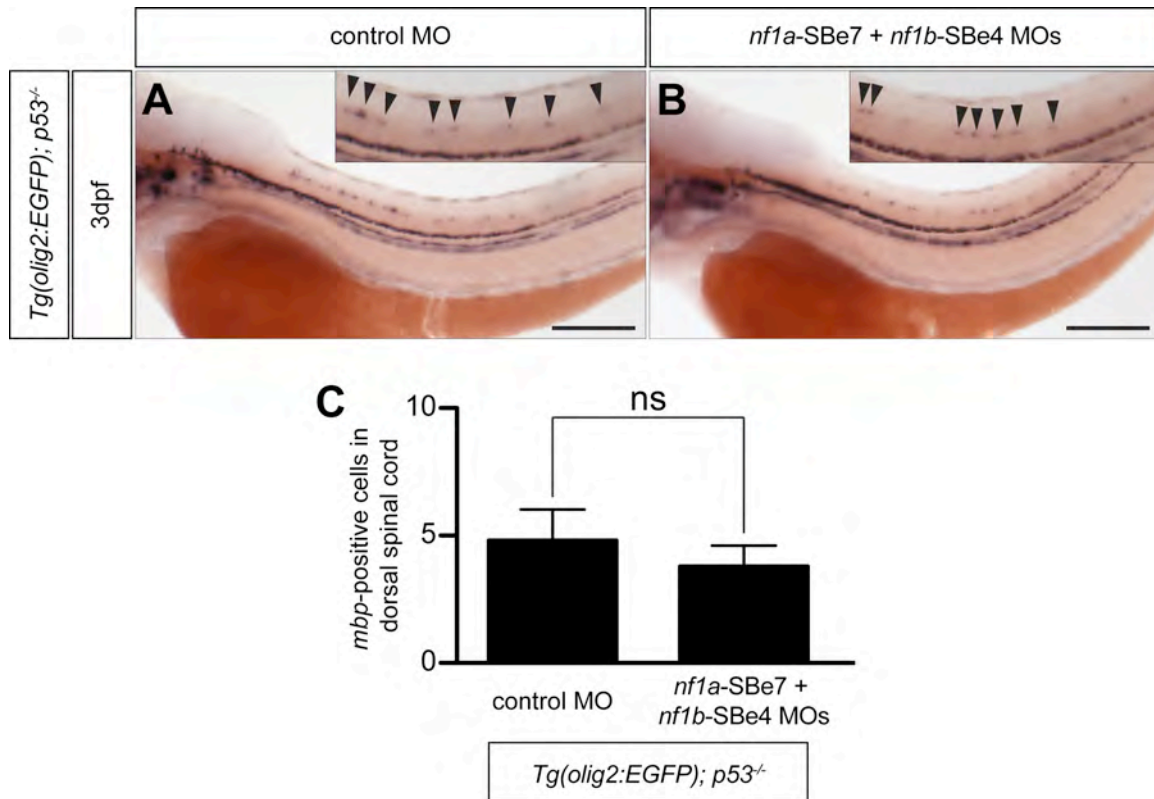 control MO
nf1a-SBe7 + nf1b-SBe4 MOs
Tg(olig2:EGFP); p53-/-
3dpf
A
B
C
mbp-positive cells in
dorsal spinal cord
10
5
0
ns
control MO
nf1a-SBe7 +
nf1b-SBe4 MOs
Tg(olig2:EGFP); p53-/-